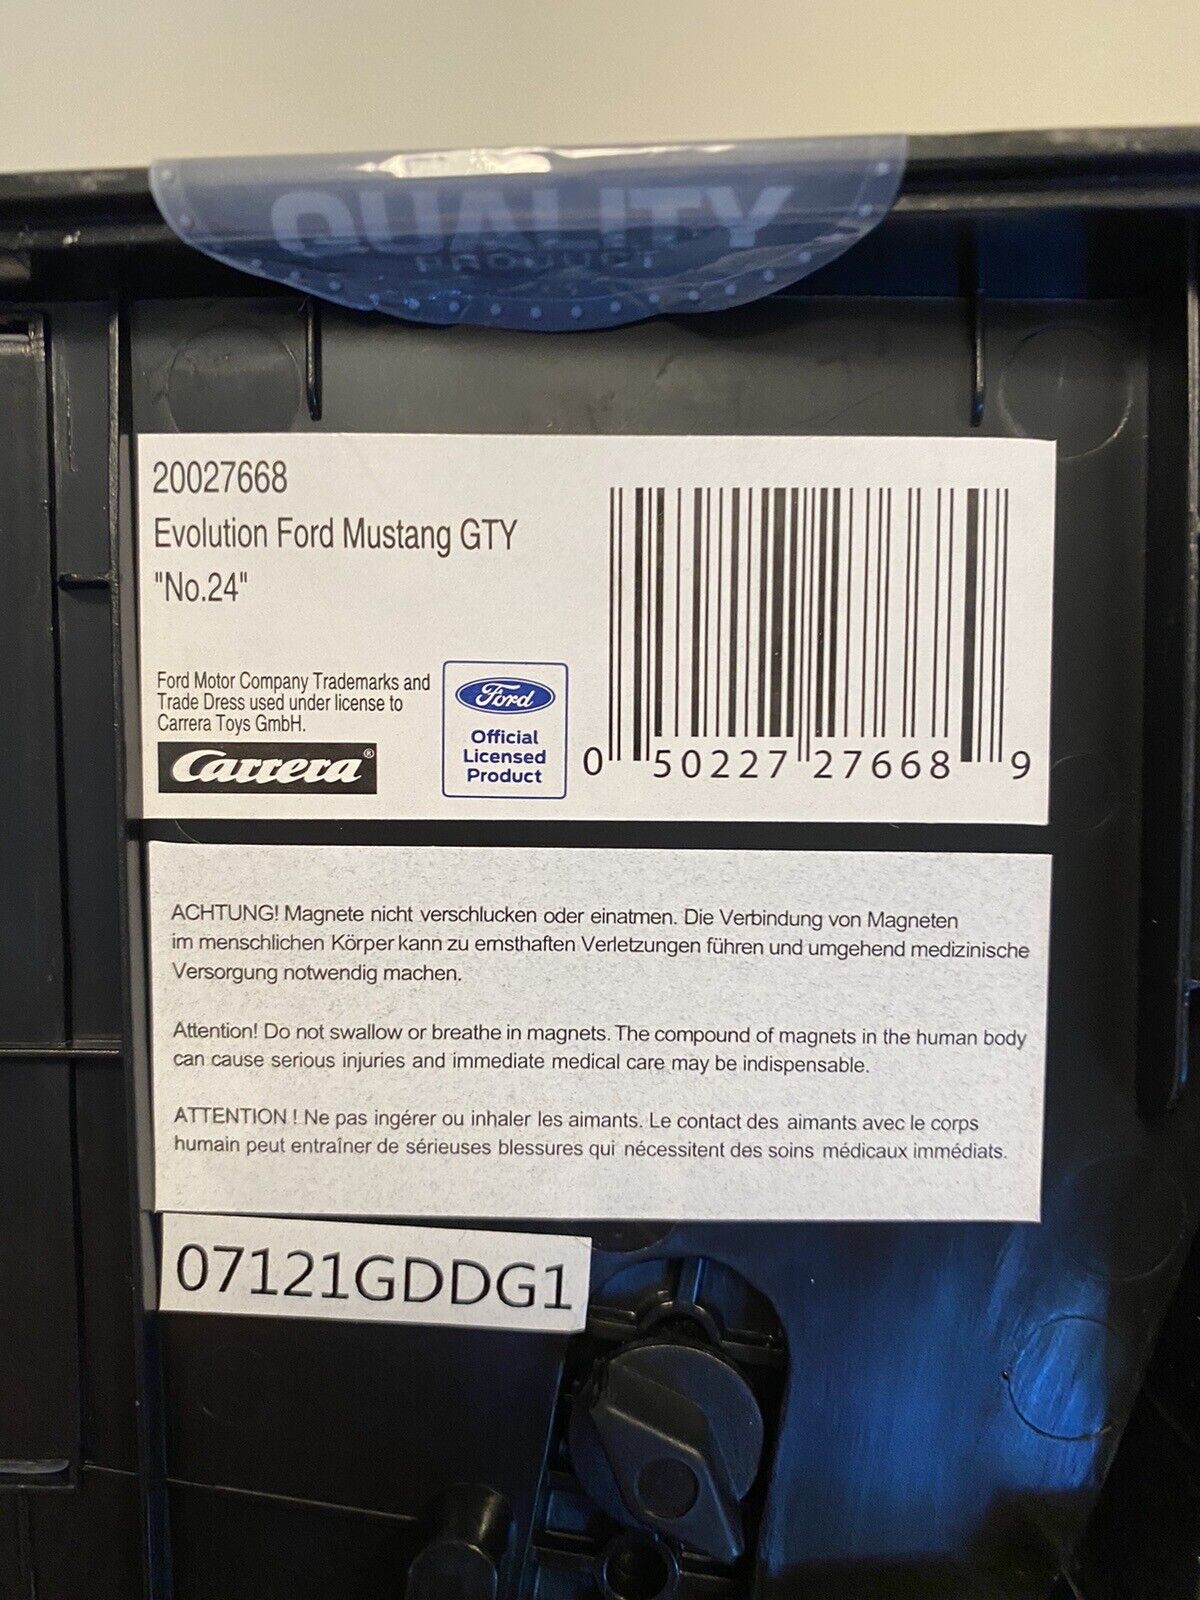 QUALITY
PRODUCT
20027668
Evolution Ford Mustang GTY
"No.24"
Ford Motor Company Trademarks and
Trade Dress used under license to
Carrera Toys GmbH.
Carrera®
Ford
Official
Licensed
Product
0 50227 27668 9
ACHTUNG! Magnete nicht verschlucken oder einatmen. Die Verbindung von Magneten
im menschlichen Körper kann zu ernsthaften Verletzungen führen und umgehend medizinische
Versorgung notwendig machen.
Attention! Do not swallow or breathe in magnets. The compound of magnets in the human body
can cause serious injuries and immediate medical care may be indispensable.
ATTENTION ! Ne pas ingérer ou inhaler les aimants. Le contact des aimants avec le corps
humain peut entraîner de sérieuses blessures qui nécessitent des soins médicaux immédiats.
07121GDDG1